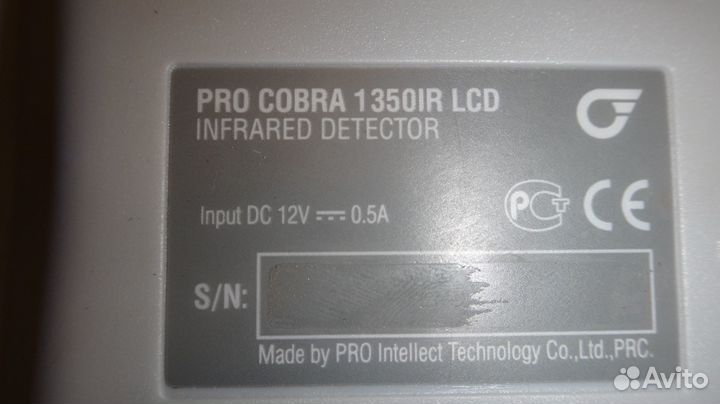 PRO COBRA 1350IR LCD
INFRARED DETECTOR
Input DC 12V ⎓ 0.5A
РСТ CE
S/N:
Made by PRO Intellect Technology Co.,Ltd.,PRC.
Avito